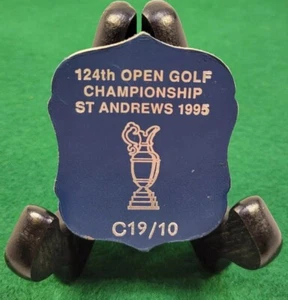 124th OPEN GOLF
CHAMPIONSHIP
ST ANDREWS 1995
C19/10